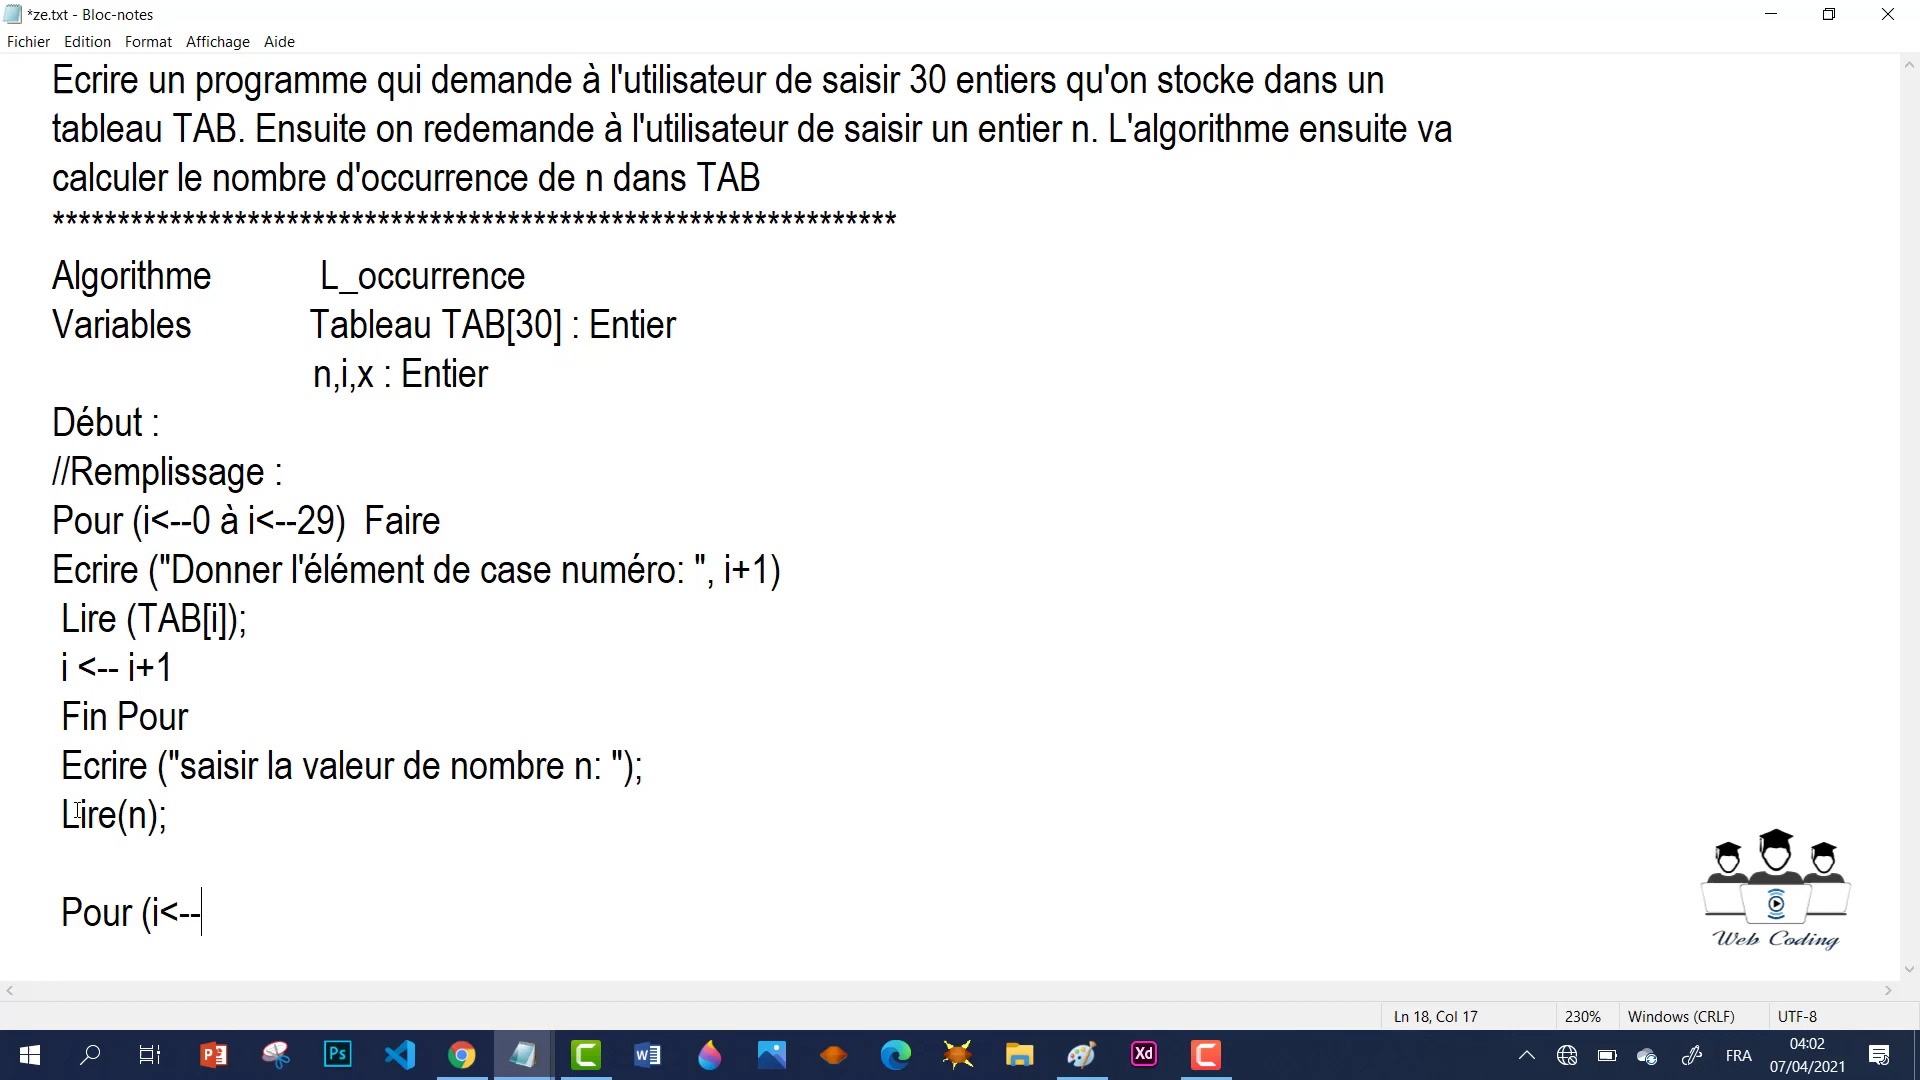 *ze.txt - Bloc-notes
Fichier Edition Format Affichage Aide
Ecrire un programme qui demande à l'utilisateur de saisir 30 entiers qu'on stocke dans un
tableau TAB. Ensuite on redemande à l'utilisateur de saisir un entier n. L'algorithme ensuite va
calculer le nombre d'occurrence de n dans TAB
*****************************************************************
Algorithme L_occurrence
Variables Tableau TAB[30] : Entier
n,i,x : Entier
Début :
//Remplissage :
Pour (i<--0 à i<--29) Faire
Ecrire ("Donner l'élément de case numéro: ", i+1)
Lire (TAB[i]);
i <-- i+1
Fin Pour
Ecrire ("saisir la valeur de nombre n: ");
Lire(n);
Pour (i<--
Web Coding
Ln 18, Col 17 230% Windows (CRLF) UTF-8
P Ps W Xd FRA 04:02
07/04/2021